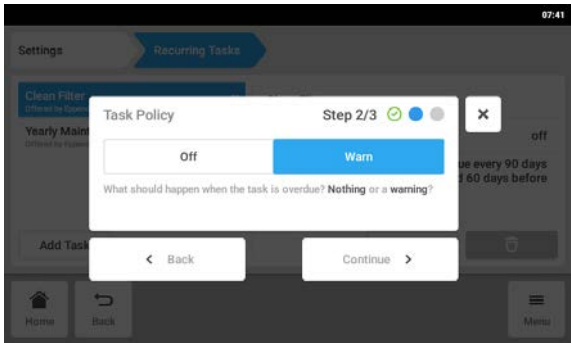 07:41
Settings
Recurring Tasks
Clean Filter
Yearly Maint
off
ue every 90 days
60 days before
Task Policy
Step 2/3
Off
Warn
What should happen when the task is overdue? Nothing or a warning?
Add Task
Back
Continue
Home
Back
Menu